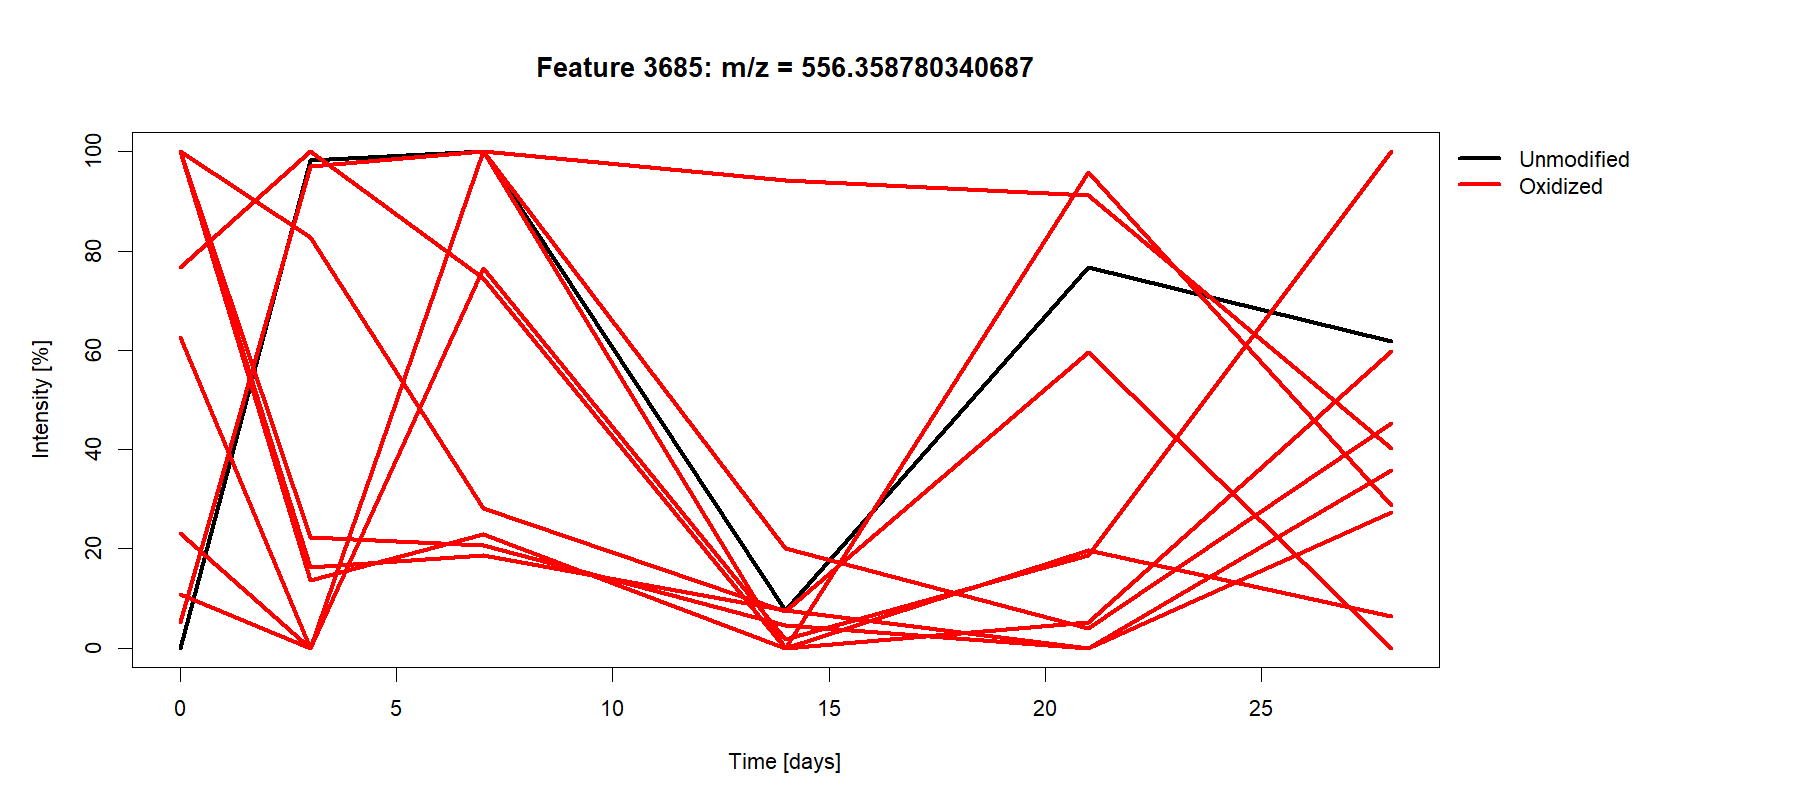 Feature 3685: m/z = 556.358780340687
Unmodified
Oxidized
Intensity [%]
100
80
60
40
20
0
0 5 10 15 20 25
Time [days]